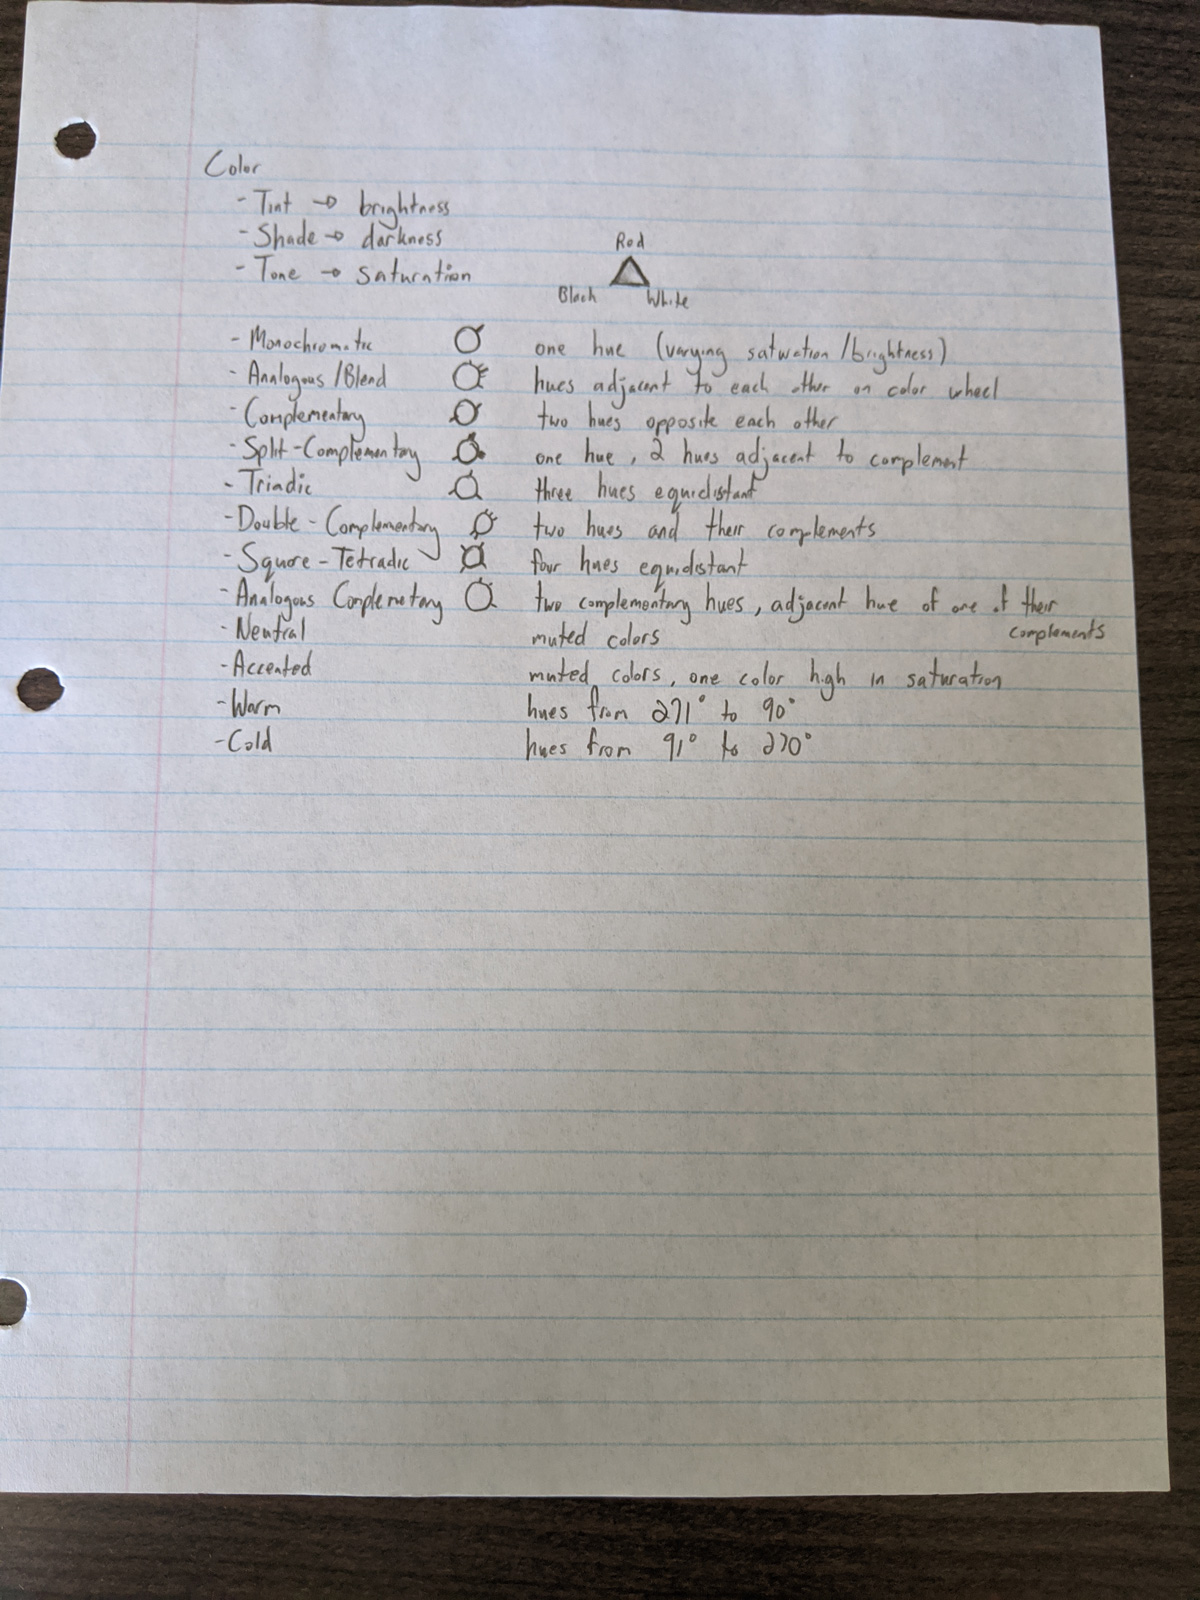 Color
- Tint → brightness
- Shade → darkness
- Tone → saturation
Red
Black White
- Monochromatic one hue (varying saturation/brightness)
- Analogous/Blend hues adjacent to each other on color wheel
- Complementary two hues opposite each other
- Split-Complementary one hue, 2 hues adjacent to complement
- Triadic three hues equidistant
- Double-Complementary two hues and their complements
- Square-Tetradic four hues equidistant
- Analogous Complemetary two complementary hues, adjacent hue of one of their
complements
- Neutral muted colors
- Accented muted colors, one color high in saturation
- Warm hues from 271° to 90°
- Cold hues from 91° to 270°